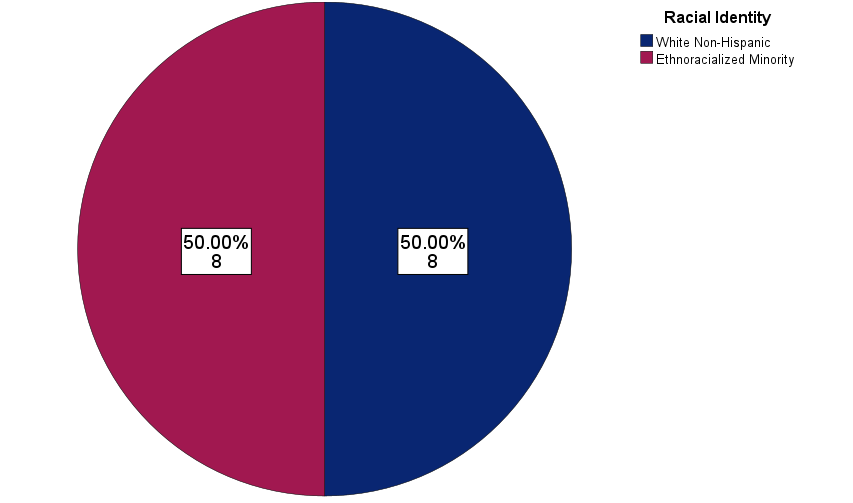 Racial Identity
White Non-Hispanic
Ethnoracialized Minority
50.00%
8
50.00%
8